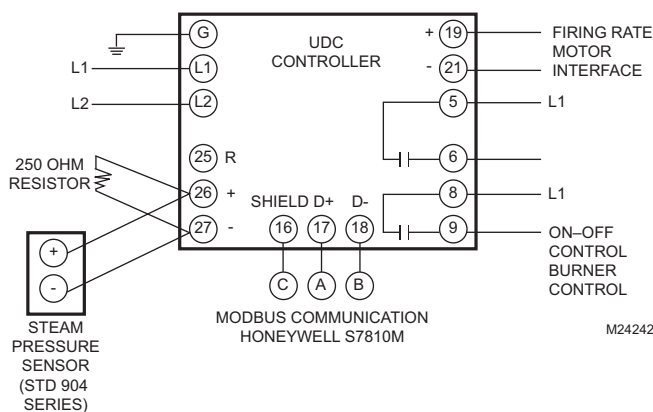 G
UDC
CONTROLLER
+ 19
FIRING RATE
MOTOR
INTERFACE
L1
L1
- 21
L2
L2
5
L1
25 R
6
250 OHM
RESISTOR
26 +
SHIELD D+ D-
8
L1
27 -
16 17 18
9
ON–OFF
CONTROL
BURNER
CONTROL
+
-
C A B
MODBUS COMMUNICATION
HONEYWELL S7810M
STEAM
PRESSURE
SENSOR
(STD 904
SERIES)
M24242